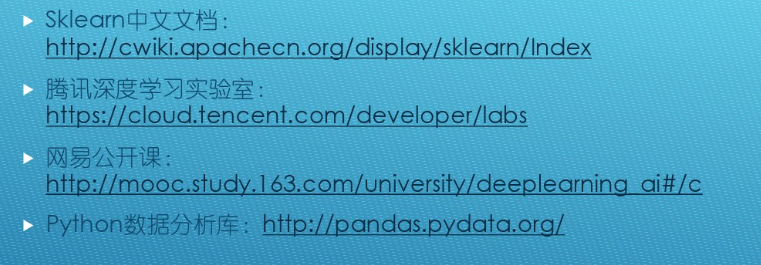 Sklearn中文文档：
http://cwiki.apachecn.org/display/sklearn/Index
腾讯深度学习实验室：
https://cloud.tencent.com/developer/labs
网易公开课：
http://mooc.study.163.com/university/deeplearning_ai#/c
Python数据分析库：http://pandas.pydata.org/